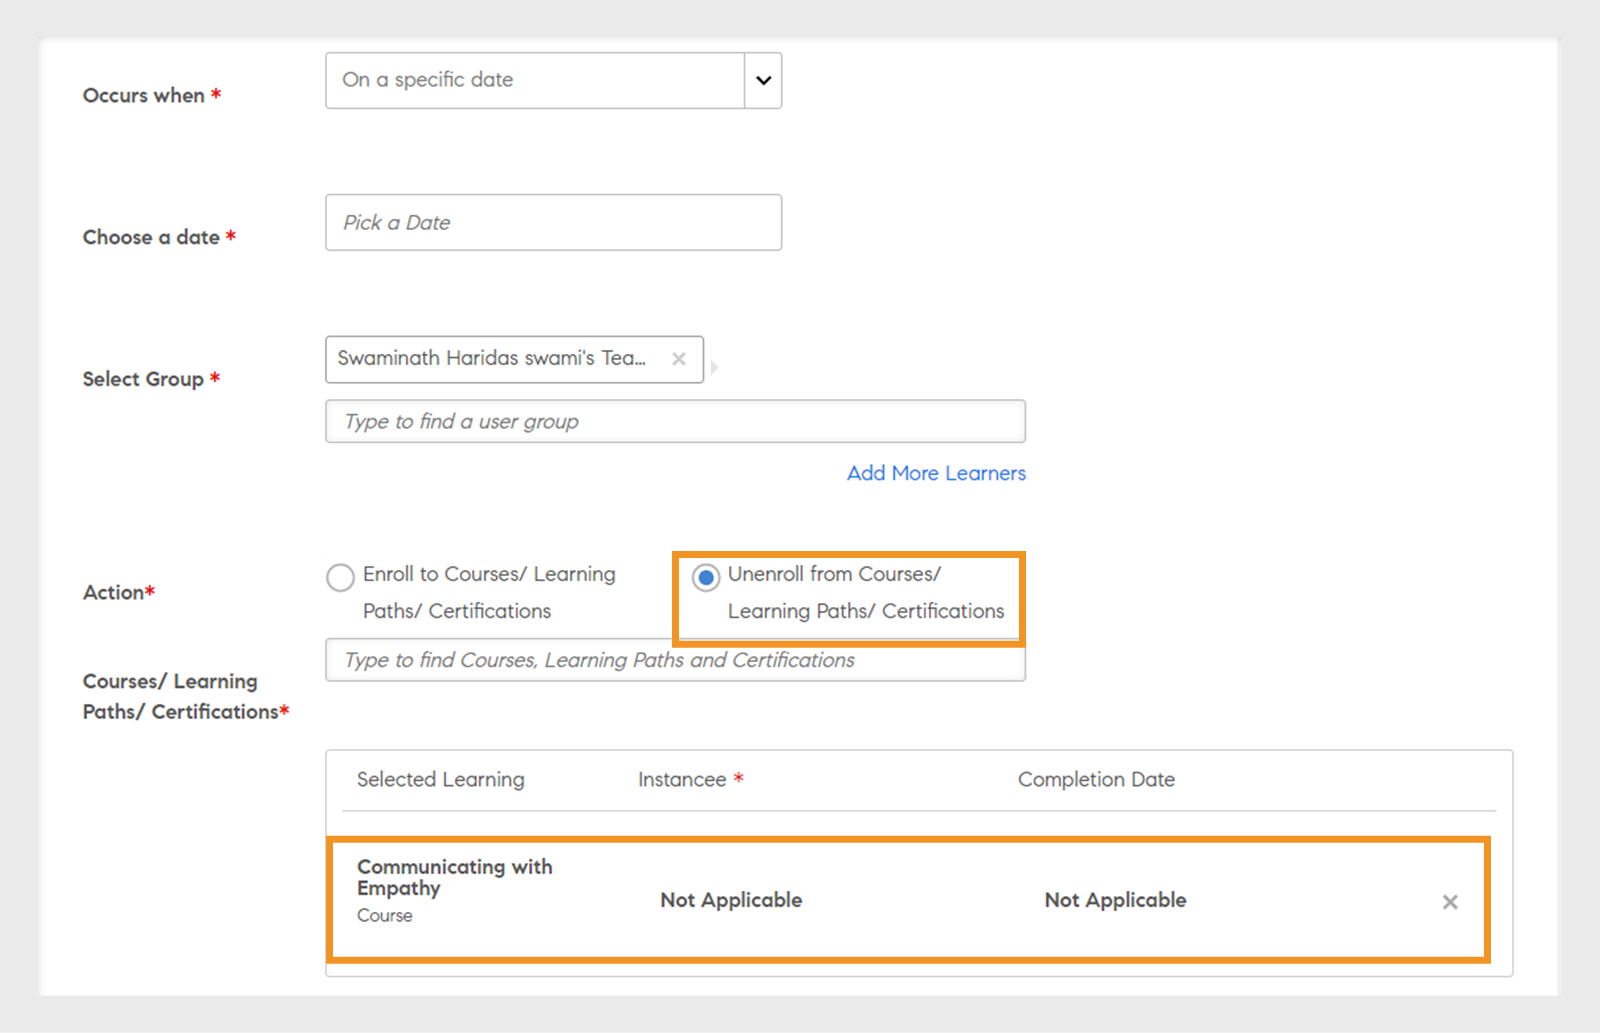 Occurs when *
On a specific date
Choose a date *
Pick a Date
Select Group *
Swaminath Haridas swami's Tea...
Type to find a user group
Add More Learners
Action*
Enroll to Courses/ Learning
Paths/ Certifications
Unenroll from Courses/
Learning Paths/ Certifications
Courses/ Learning
Paths/ Certifications*
Type to find Courses, Learning Paths and Certifications
Selected Learning
Instancee *
Completion Date
Communicating with
Empathy
Course
Not Applicable
Not Applicable